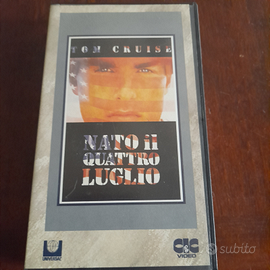 TOM CRUISE
NATO il
QUATTRO
LUGLIO
CIC
VIDEO
subito